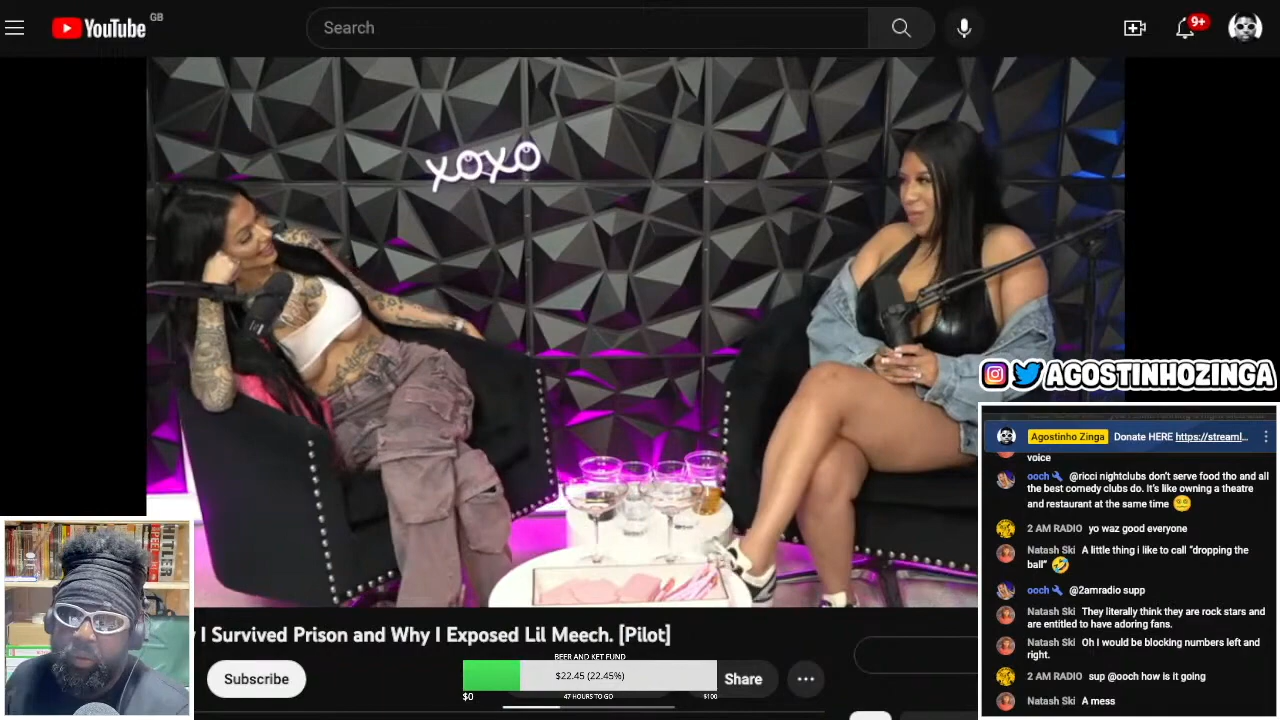 YouTube GB
Search
9+
xoxo
I Survived Prison and Why I Exposed Lil Meech. [Pilot]
Subscribe
BEER AND KET FUND
$22.45 (22.45%)
$0
47 HOURS TO GO
$100
Share
AGOSTINHOZINGA
Agostinho Zinga Donate HERE https://streaml...
voice
ooch @ricci nightclubs don't serve food tho and all
the best comedy clubs do. It's like owning a theatre
and restaurant at the same time
2 AM RADIO yo waz good everyone
Natash Ski A little thing i like to call "dropping the
ball"
ooch @2amradio supp
Natash Ski They literally think they are rock stars and
are entitled to have adoring fans.
Natash Ski Oh I would be blocking numbers left and
right.
2 AM RADIO sup @ooch how is it going
Natash Ski A mess